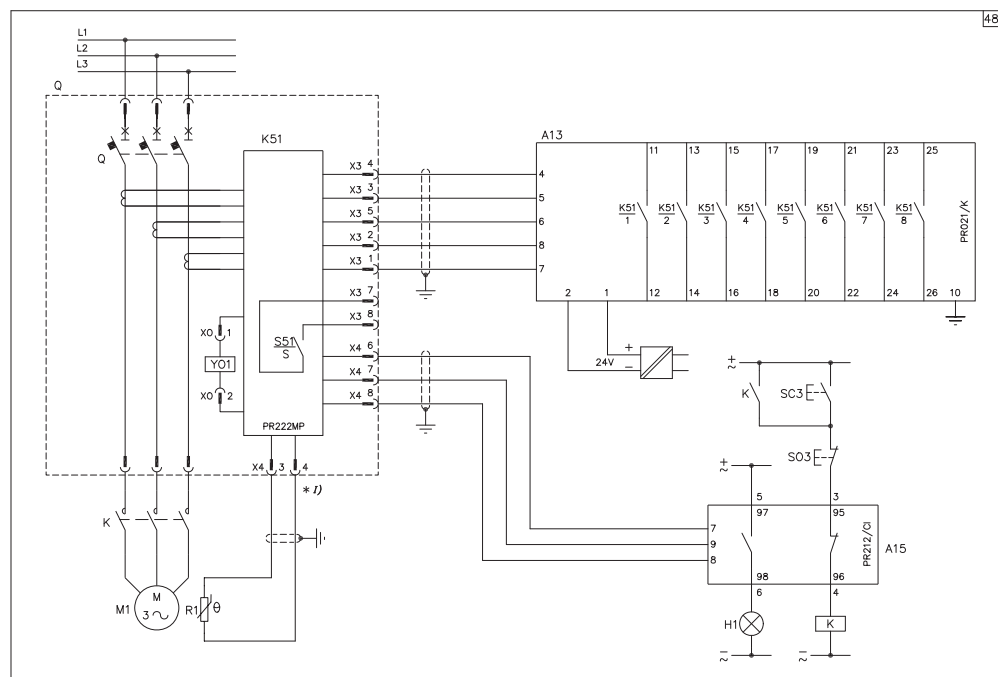 48
L1
L2
L3
Q
Q
K51
X3 4
X3 3
X3 5
X3 2
X3 1
X3 7
X3 8
X4 6
X4 7
X4 8
S51
S
X0 1
YO1
X0 2
PR222MP
X4 3 4
* 1)
K
M1
M
3
R1
θ
A13
4
5
6
8
7
11 13 15 17 19 21 23 25
K51 K51 K51 K51 K51 K51 K51 K51
1 2 3 4 5 6 7 8
PR021/K
2 1 12 14 16 18 20 22 24 26 10
24V
+
−
+
~
K
SC3
SO3
+
~
5 3
97 95
7
9
8
PR212/CI
A15
98 96
6 4
H1
K
−
~
−
~